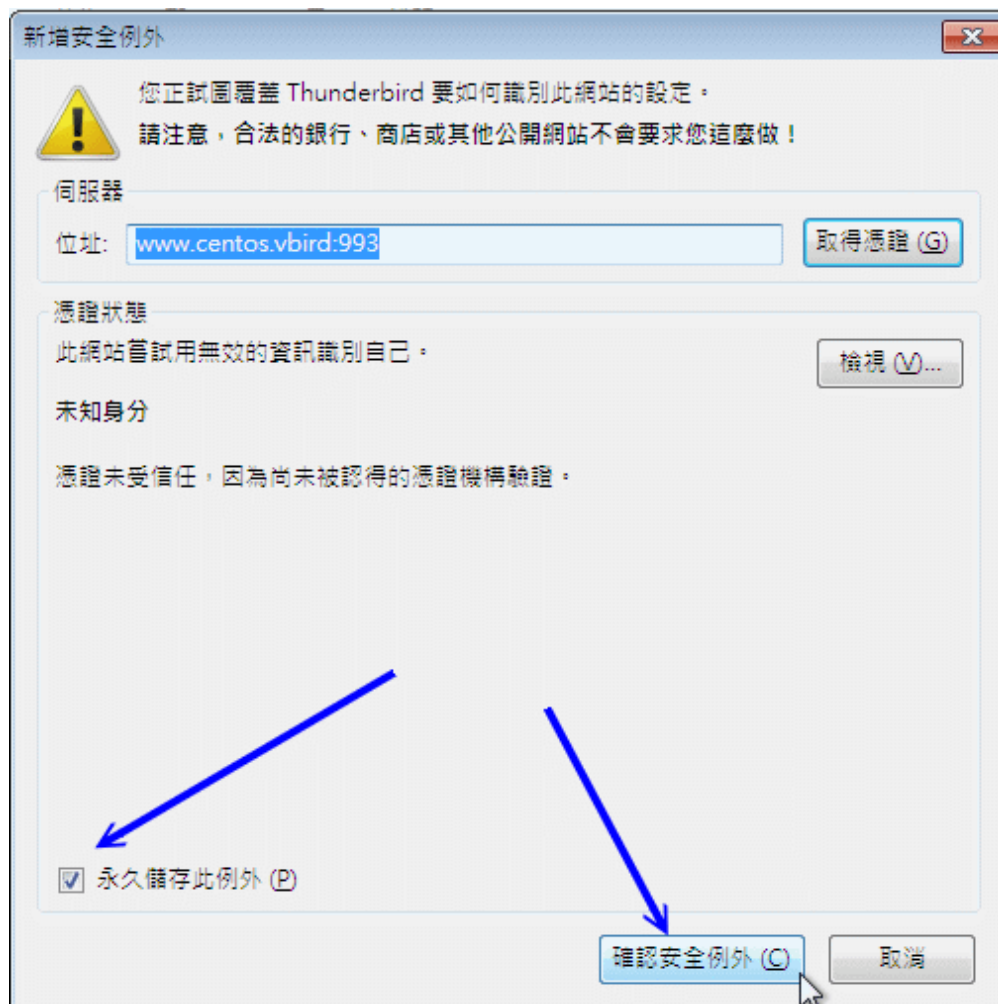 新增安全例外
您正試圖覆蓋 Thunderbird 要如何識別此網站的設定。
請注意，合法的銀行、商店或其他公開網站不會要求您這麼做！
伺服器
位址: www.centos.vbird:993 取得憑證 (G)
憑證狀態
此網站嘗試用無效的資訊識別自己。 檢視 (V)...
未知身分
憑證未受信任，因為尚未被認得的憑證機構驗證。
永久儲存此例外 (P)
確認安全例外 (C) 取消